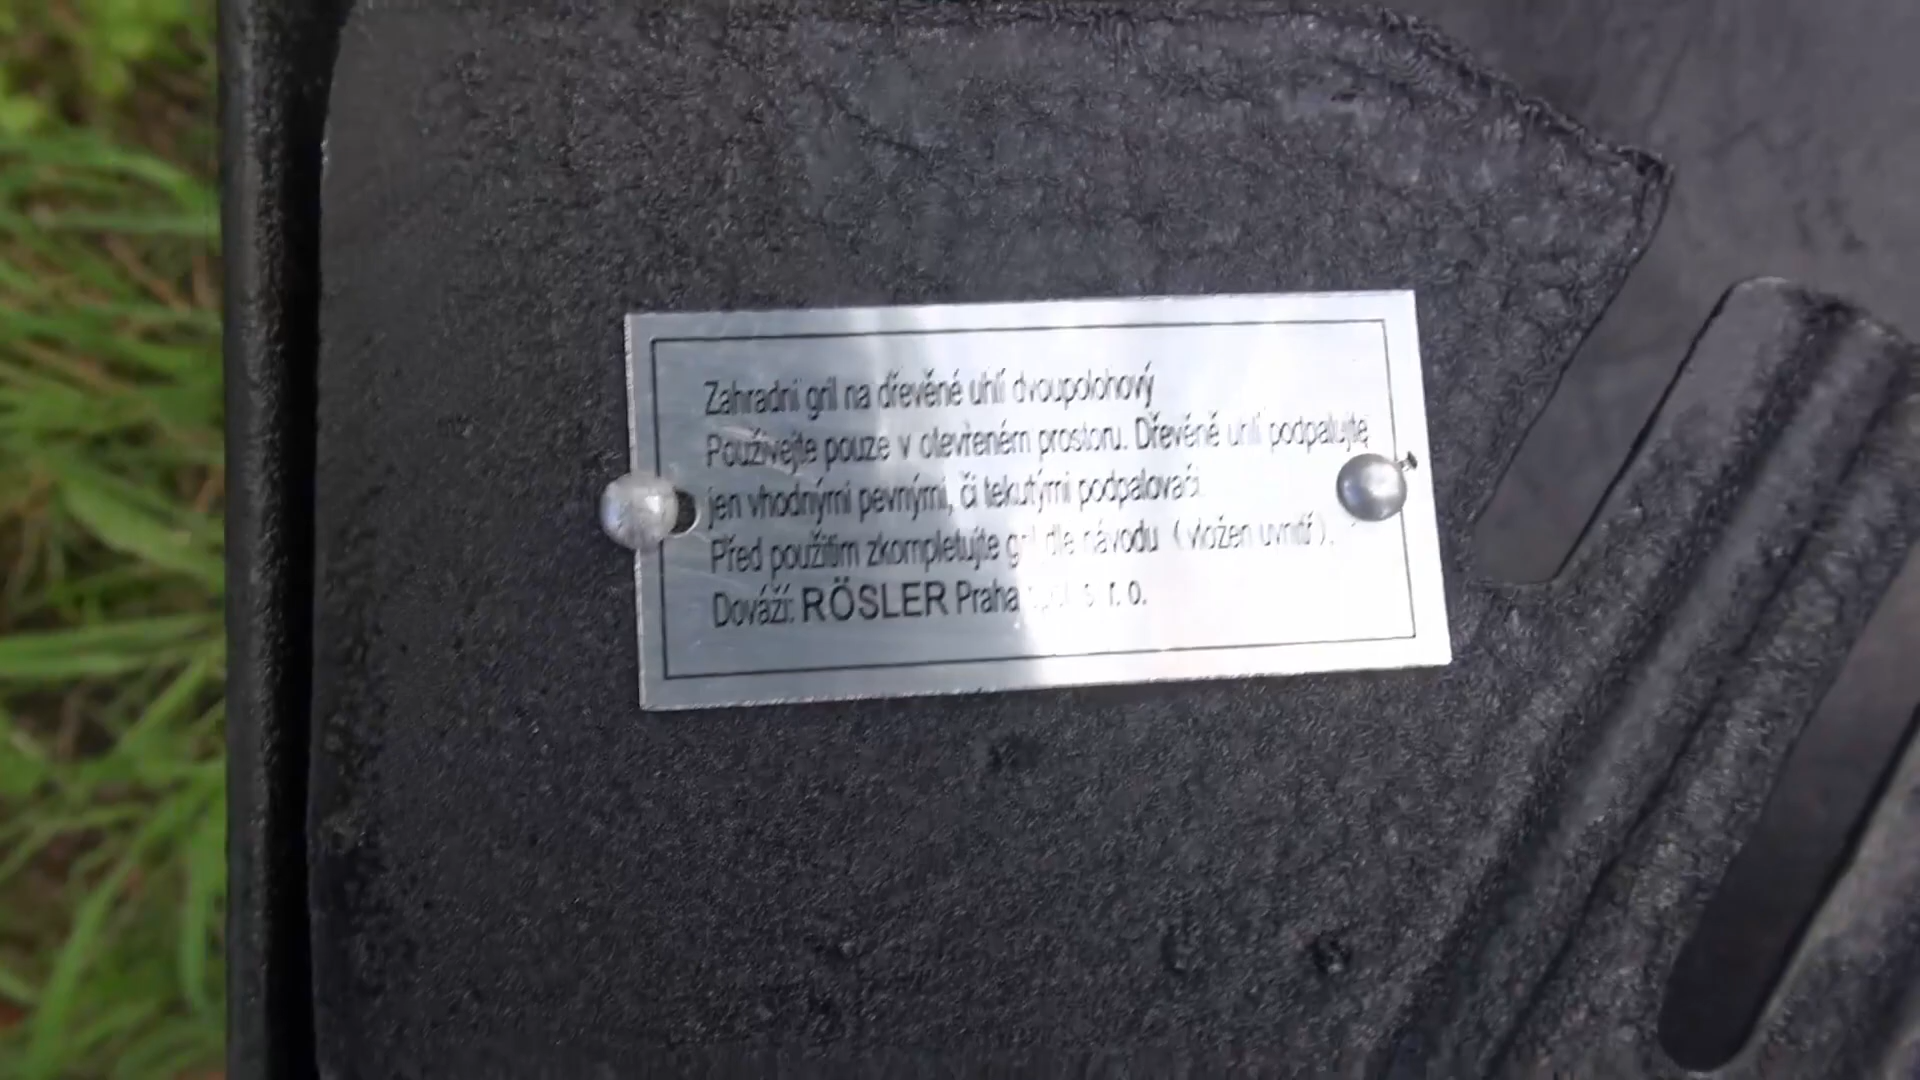 Zahradní gril na dřevěné uhlí dvoupolohový
Používejte pouze v otevřeném prostoru. Dřevěné uhlí podpalujte
jen vhodnými pevnými, či tekutými podpalovači.
Před použitím zkompletujte gril dle návodu (vložen uvnitř).
Dováží: RÖSLER Praha spol. s r. o.